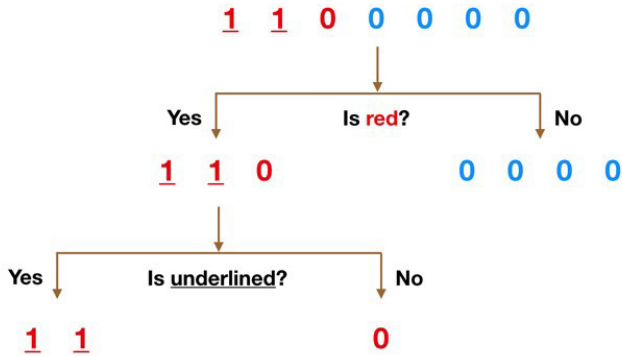 1 1 0 0 0 0 0
Yes Is red? No
1 1 0 0 0 0 0
Yes Is underlined? No
1 1 0